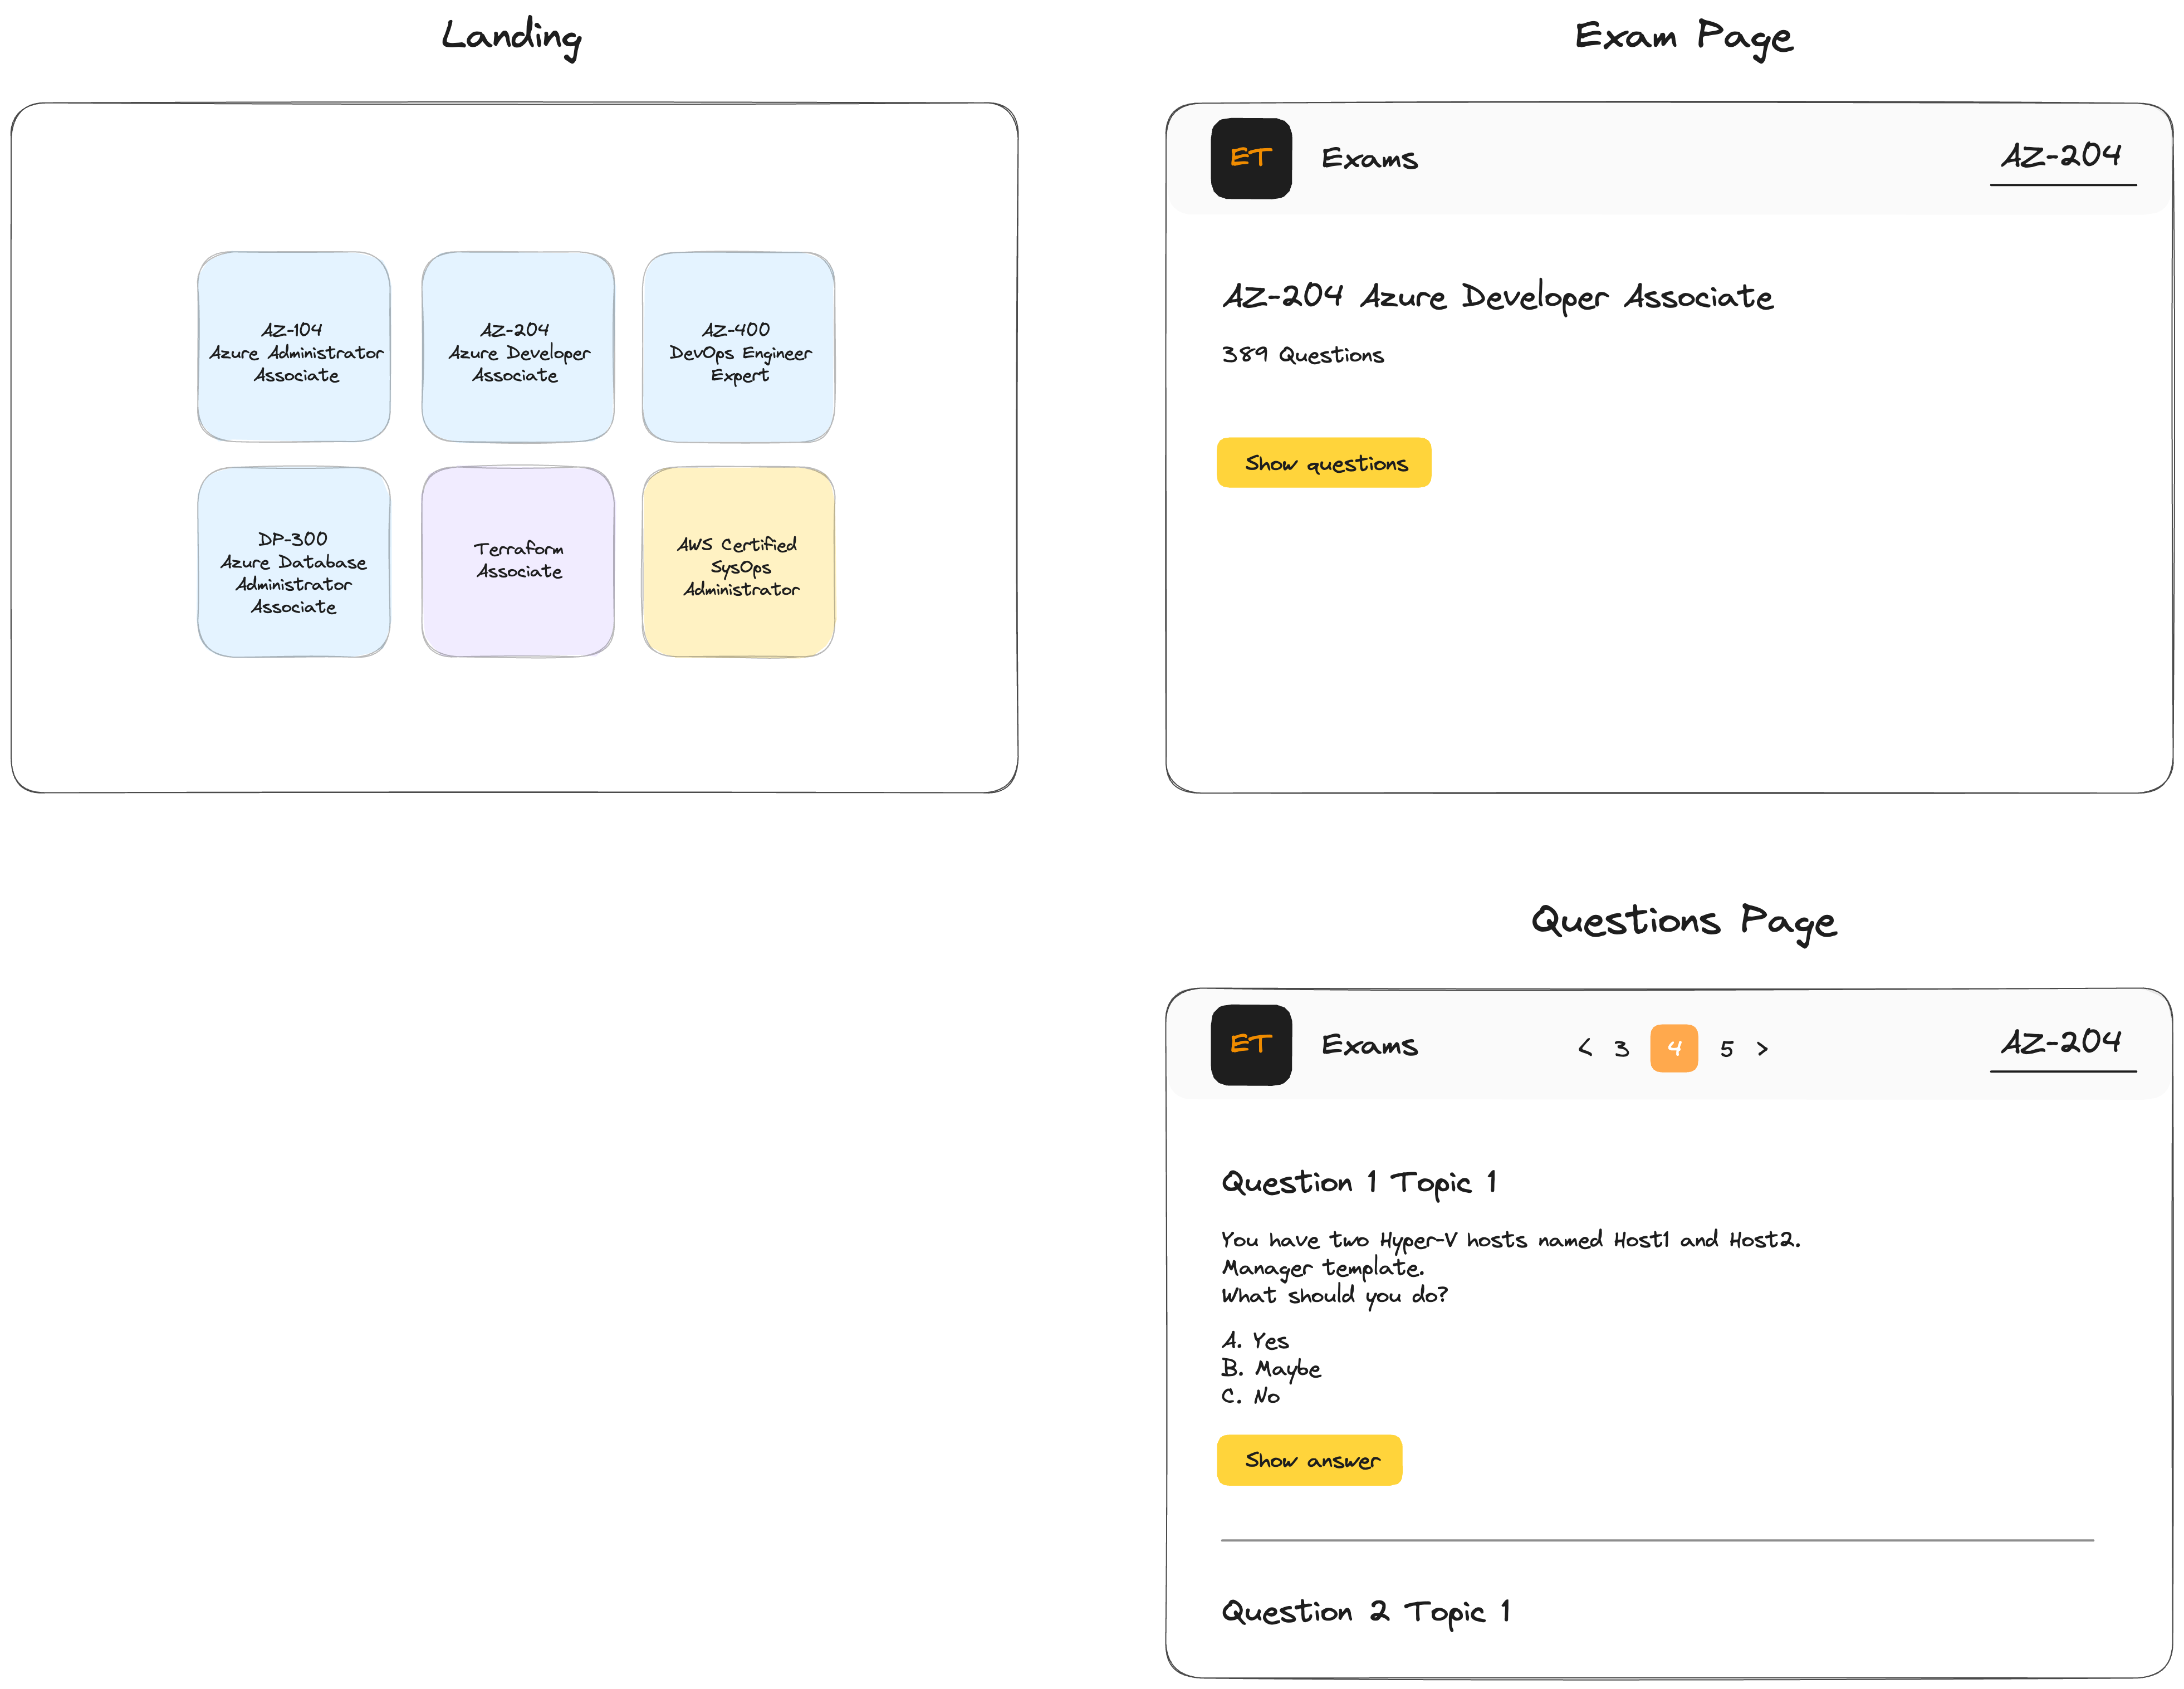 Landing
AZ-104
Azure Administrator
Associate
AZ-204
Azure Developer
Associate
AZ-400
DevOps Engineer
Expert
DP-300
Azure Database
Administrator
Associate
Terraform
Associate
AWS Certified
SysOps
Administrator
Exam Page
ET
Exams
AZ-204
AZ-204 Azure Developer Associate
389 Questions
Show questions
Questions Page
ET
Exams
< 3 4 5 >
AZ-204
Question 1 Topic 1
You have two Hyper-V hosts named Host1 and Host2.
Manager template.
What should you do?
A. Yes
B. Maybe
C. No
Show answer
Question 2 Topic 1